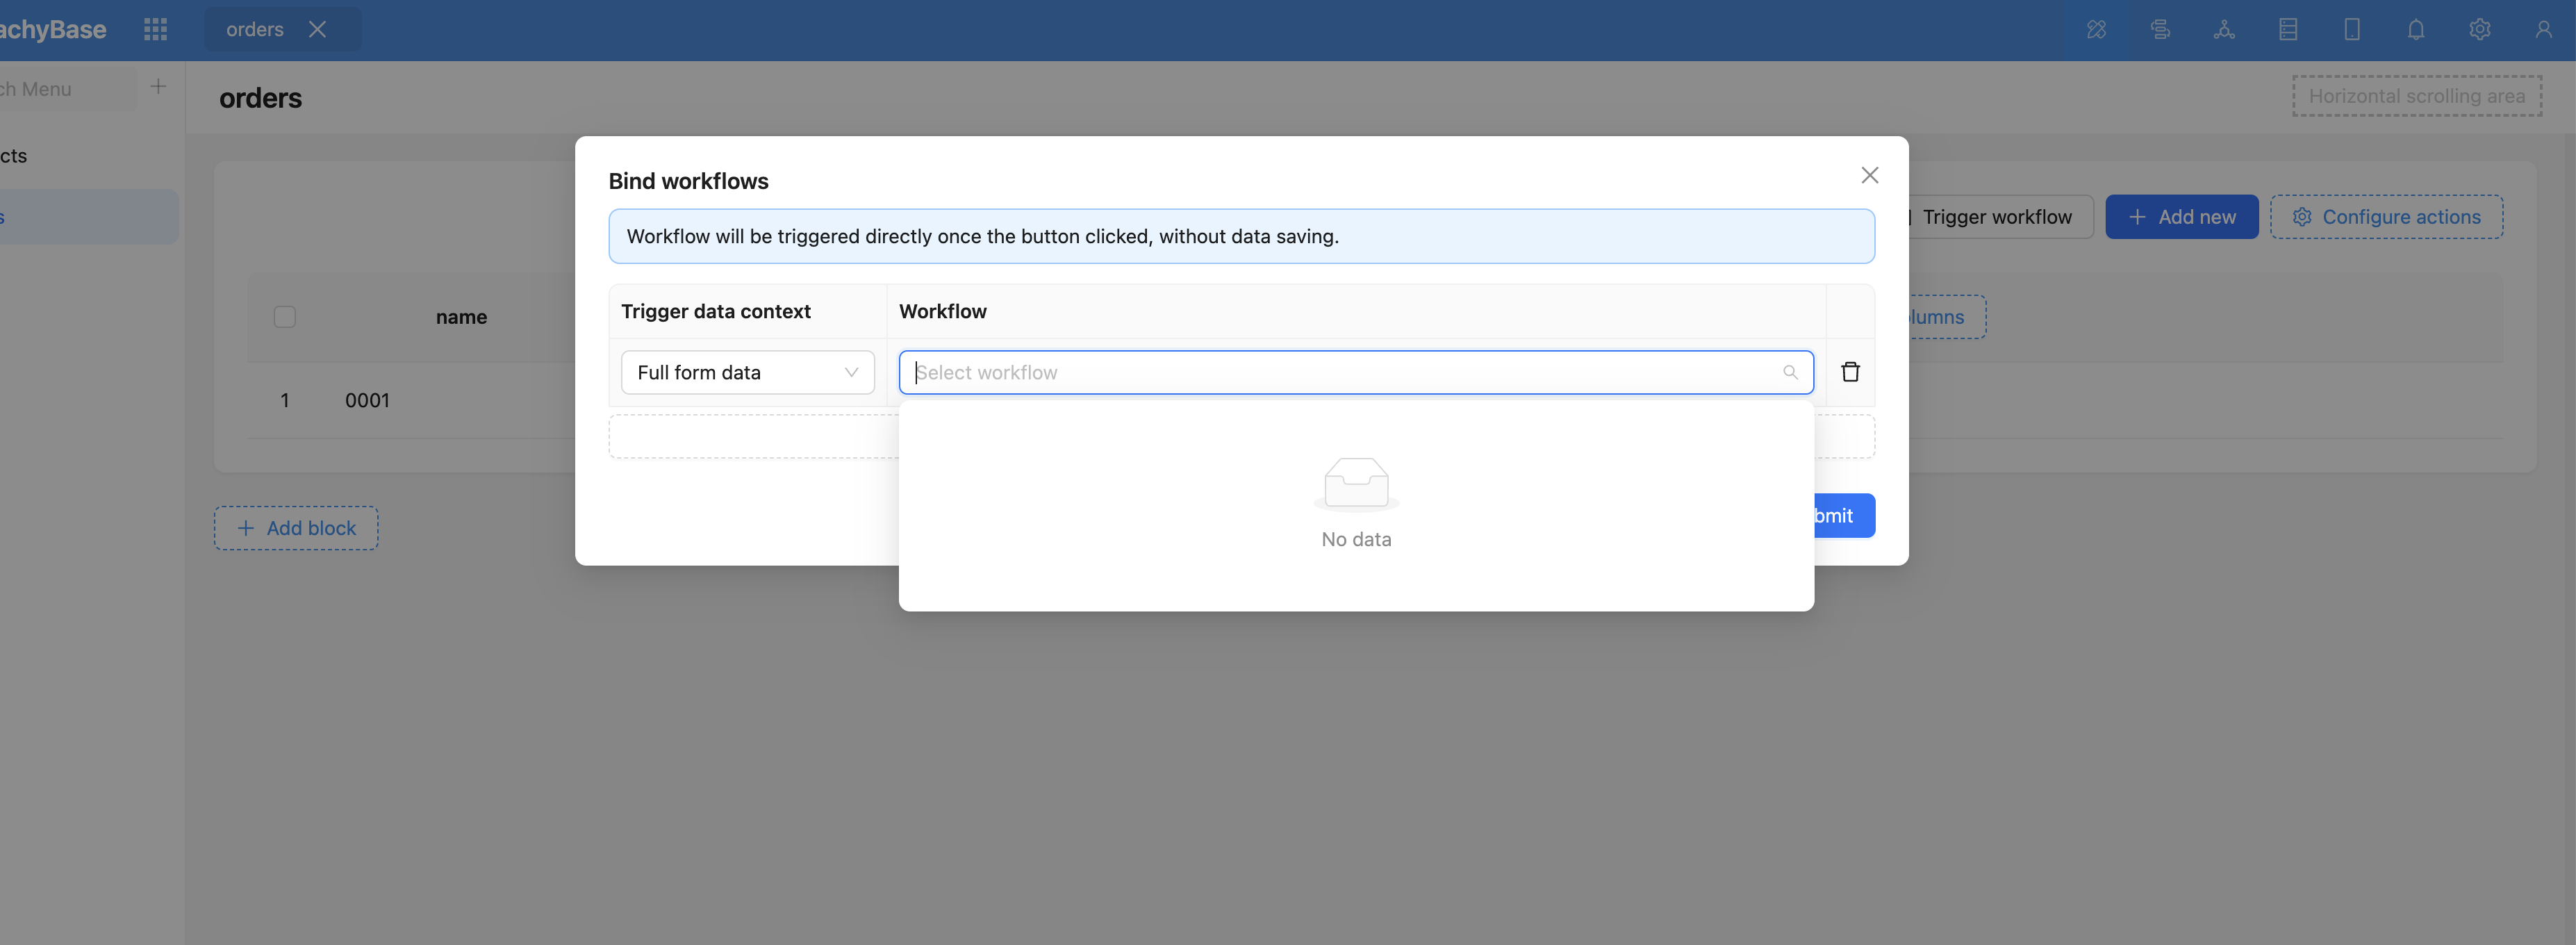 achyBase
orders
ch Menu
orders
Horizontal scrolling area
cts
s
Bind workflows
Workflow will be triggered directly once the button clicked, without data saving.
Trigger workflow
Add new
Configure actions
Trigger data context
Workflow
name
lumns
Full form data
Select workflow
1
0001
No data
bmit
Add block